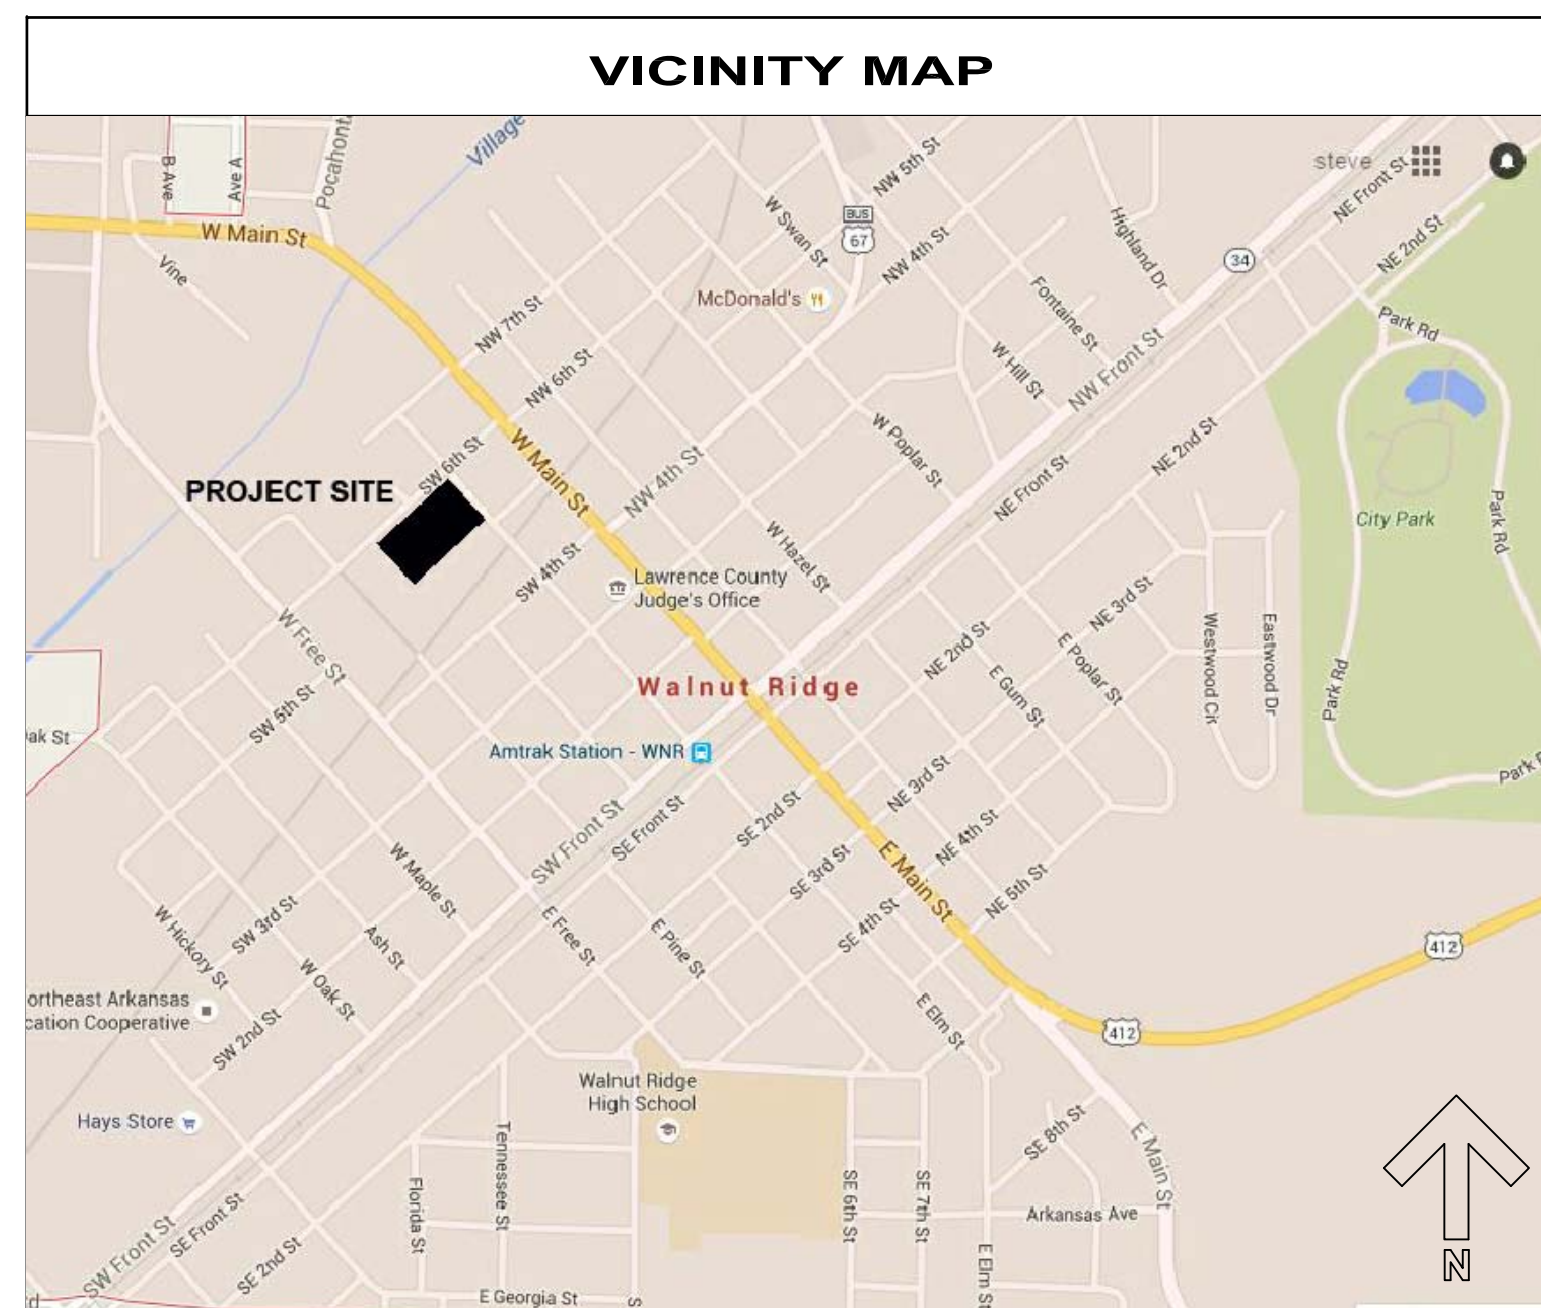 VICINITY MAP
Village
NW 5th St
steve
NE Front St
B Ave
Ave A
W Swan St
BUS
67
Highland Dr
NE 2nd St
W Main St
NW 4th St
34
Vine
McDonald's
Fontaine St
Park Rd
NW 7th St
W Hill St
NW Front St
NW 6th St
W Poplar St
NE 2nd St
SW 6th St
W Main St
NW 4th St
NE Front St
PROJECT SITE
City Park
Park Rd
SW 4th St
W Hazel St
Lawrence County
Judge's Office
NE 3rd St
W Free St
NE 2nd St
E Poplar St
Westwood Cir
Eastwood Dr
Walnut Ridge
E Gum St
Park Rd
SW 5th St
Amtrak Station - WNR
NE 3rd St
SW Front St
SE Front St
SE 2nd St
NE 4th St
W Maple St
SE 3rd St
E Main St
NE 5th St
W Hickory St
SW 3rd St
Ash St
E Free St
E Pine St
SE 4th St
412
W Oak St
ortheast Arkansas
cation Cooperative
E Elm St
412
SW 2nd St
Walnut Ridge
High School
Hays Store
Tennessee St
SE 8th St
E Main St
Florida St
SE 6th St
SE 7th St
Arkansas Ave
SW Front St
SE Front St
SE 2nd St
E Elm St
N
E Georgia St